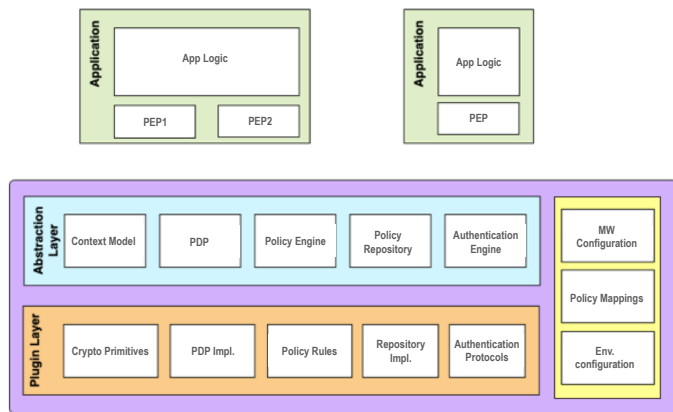 Application
App Logic
PEP1
PEP2
Application
App Logic
PEP
Abstraction
Layer
Context Model
PDP
Policy Engine
Policy
Repository
Authentication
Engine
Plugin Layer
Crypto Primitives
PDP Impl.
Policy Rules
Repository
Impl.
Authentication
Protocols
MW
Configuration
Policy Mappings
Env.
configuration